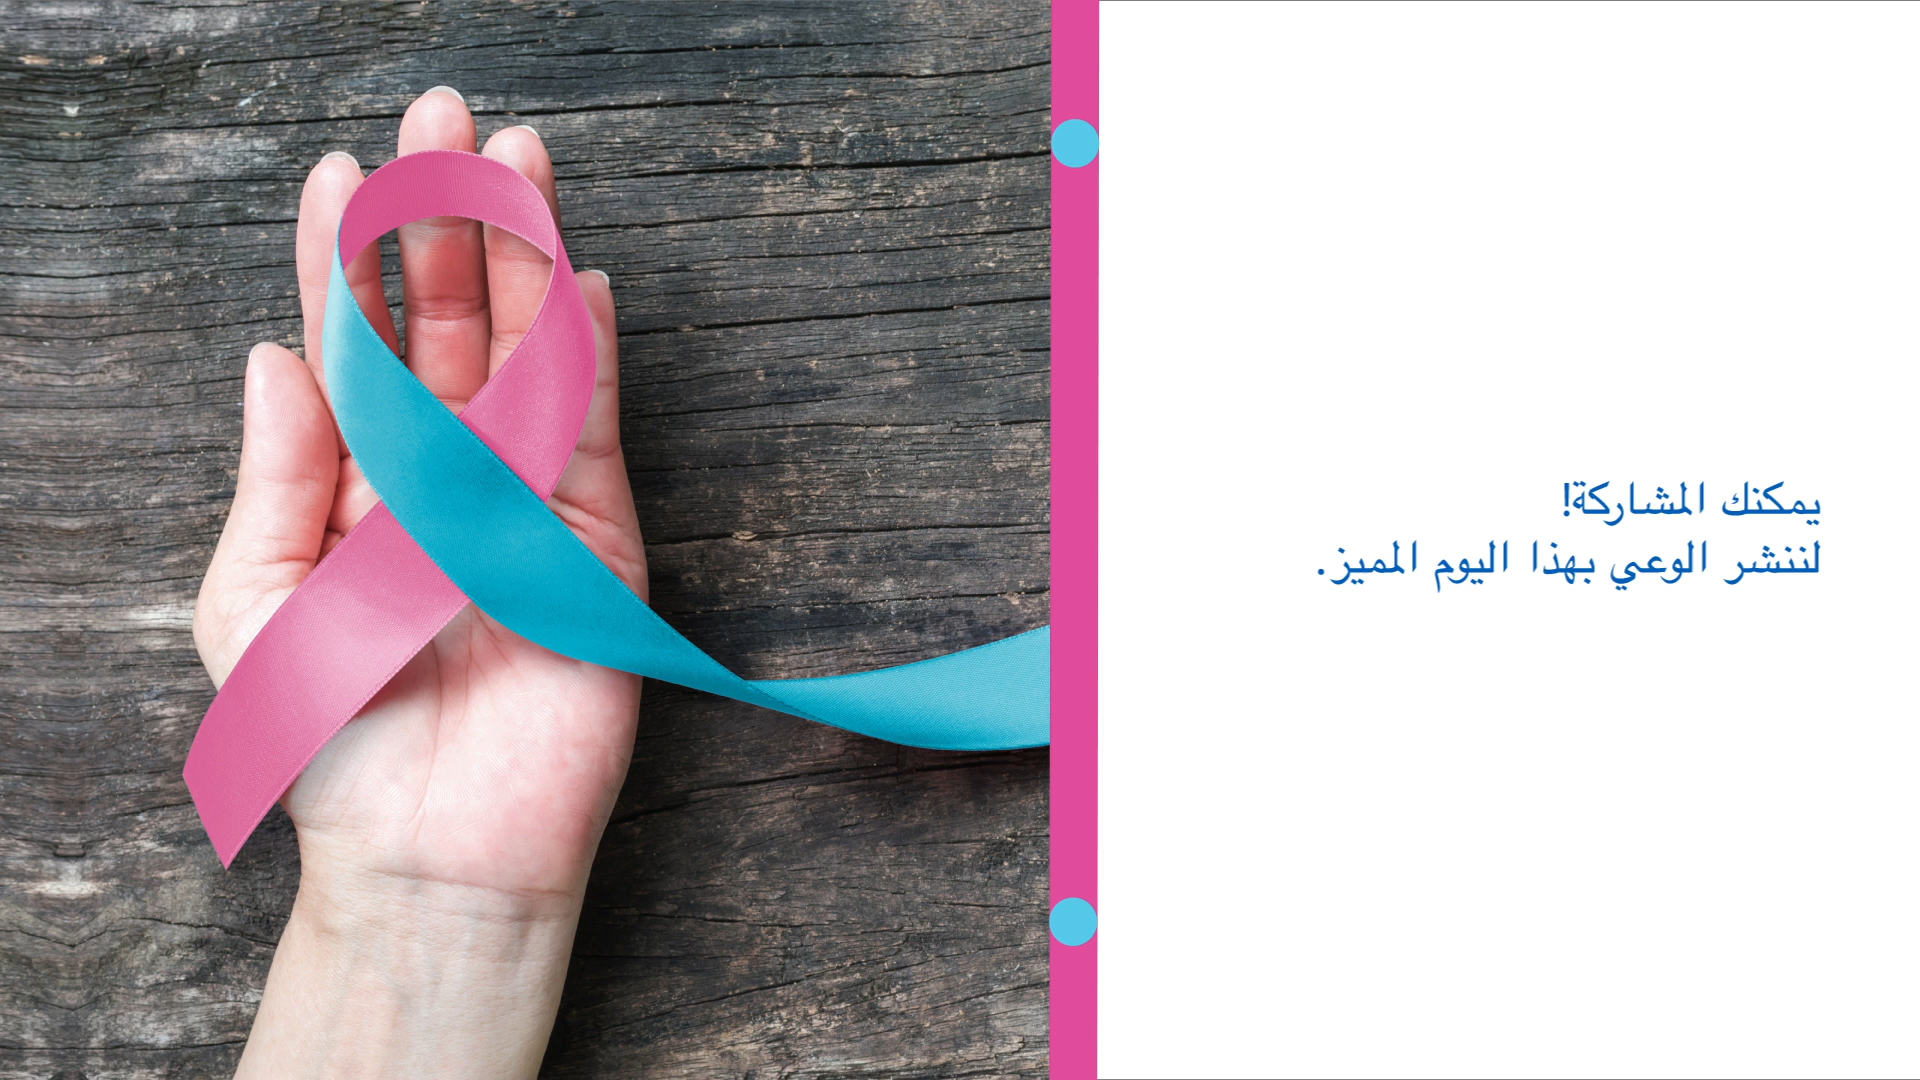 يمكنك المشاركة!
لننشر الوعي بهذا اليوم المميز.